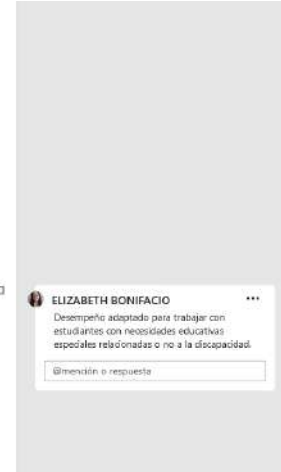 a
ELIZABETH BONIFACIO
Desempeño adaptado para trabajar con
estudiantes con necesidades educativas
especiales relacionadas o no a la discapacidad.
@mención o respuesta